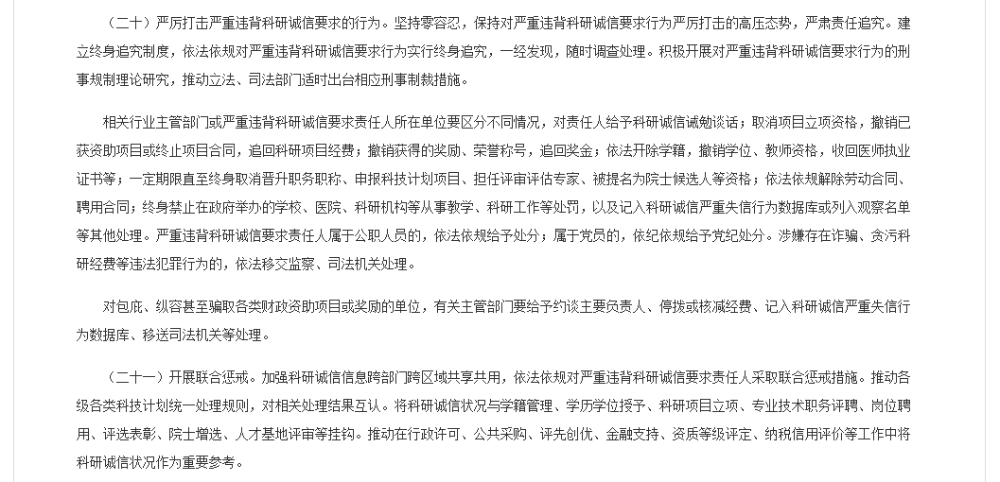 （二十）严厉打击严重违背科研诚信要求的行为。坚持零容忍，保持对严重违背科研诚信要求行为严厉打击的高压态势，严肃责任追究。建
立终身追究制度，依法依规对严重违背科研诚信要求行为实行终身追究，一经发现，随时调查处理。积极开展对严重违背科研诚信要求行为的刑
事规制理论研究，推动立法、司法部门适时出台相应刑事制裁措施。
相关行业主管部门或严重违背科研诚信要求责任人所在单位要区分不同情况，对责任人给予科研诚信诫勉谈话；取消项目立项资格，撤销已
获资助项目或终止项目合同，追回科研项目经费；撤销获得的奖励、荣誉称号，追回奖金；依法开除学籍，撤销学位、教师资格，收回医师执业
证书等；一定期限直至终身取消晋升职务职称、申报科技计划项目、担任评审评估专家、被提名为院士候选人等资格；依法依规解除劳动合同、
聘用合同；终身禁止在政府举办的学校、医院、科研机构等从事教学、科研工作等处罚，以及记入科研诚信严重失信行为数据库或列入观察名单
等其他处理。严重违背科研诚信要求责任人属于公职人员的，依法依规给予处分；属于党员的，依纪依规给予党纪处分。涉嫌存在诈骗、贪污科
研经费等违法犯罪行为的，依法移交监察、司法机关处理。
对包庇、纵容甚至骗取各类财政资助项目或奖励的单位，有关主管部门要给予约谈主要负责人、停拨或核减经费、记入科研诚信严重失信行
为数据库、移送司法机关等处理。
（二十一）开展联合惩戒。加强科研诚信信息跨部门跨区域共享共用，依法依规对严重违背科研诚信要求责任人采取联合惩戒措施。推动各
级各类科技计划统一处理规则，对相关处理结果互认。将科研诚信状况与学籍管理、学历学位授予、科研项目立项、专业技术职务评聘、岗位聘
用、评选表彰、院士增选、人才基地评审等挂钩。推动在行政许可、公共采购、评先创优、金融支持、资质等级评定、纳税信用评价等工作中将
科研诚信状况作为重要参考。